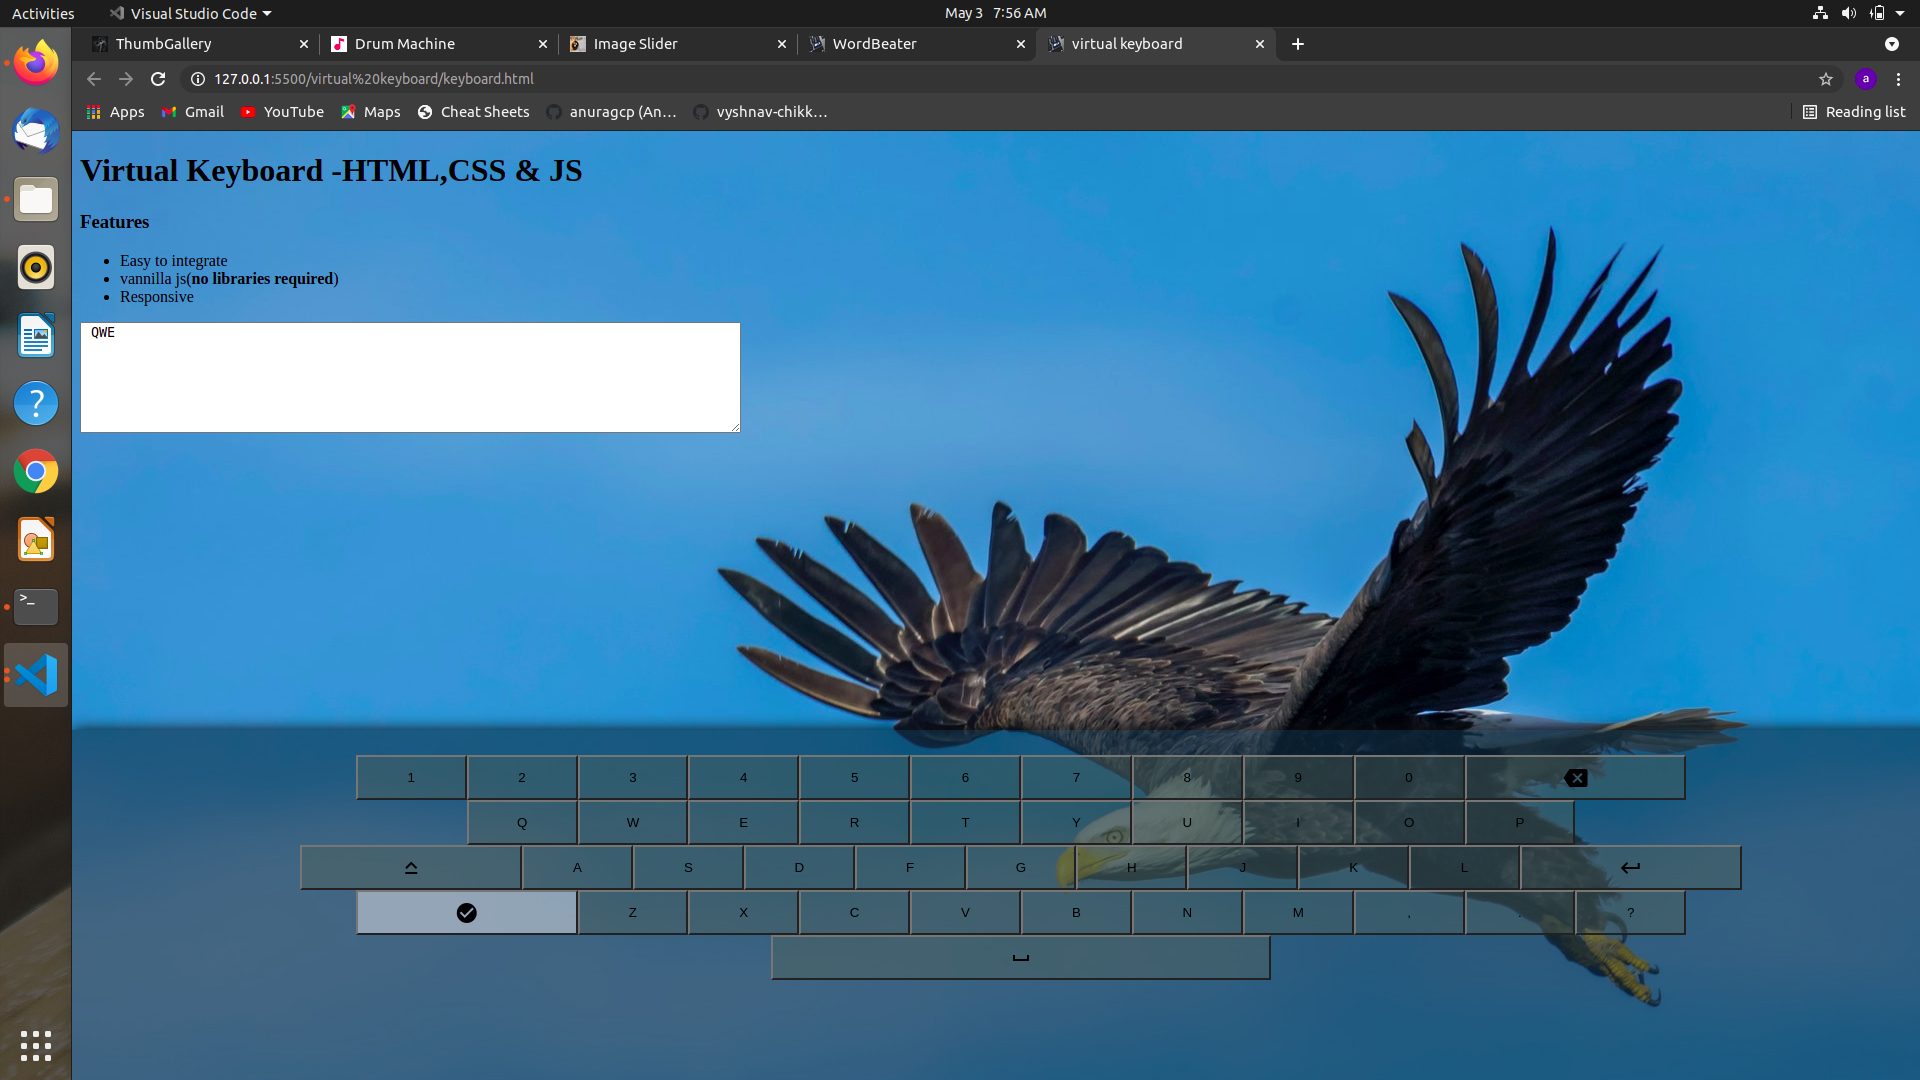 Activities Visual Studio Code May 3 7:56 AM
ThumbGallery Drum Machine Image Slider WordBeater virtual keyboard
127.0.0.1:5500/virtual%20keyboard/keyboard.html a
Apps Gmail YouTube Maps Cheat Sheets anuragcp (An… vyshnav-chikk… Reading list
Virtual Keyboard -HTML,CSS & JS
Features
Easy to integrate
vannilla js(no libraries required)
Responsive
QWE
1 2 3 4 5 6 7 8 9 0
Q W E R T Y U I O P
A S D F G H J K L
Z X C V B N M , . ?